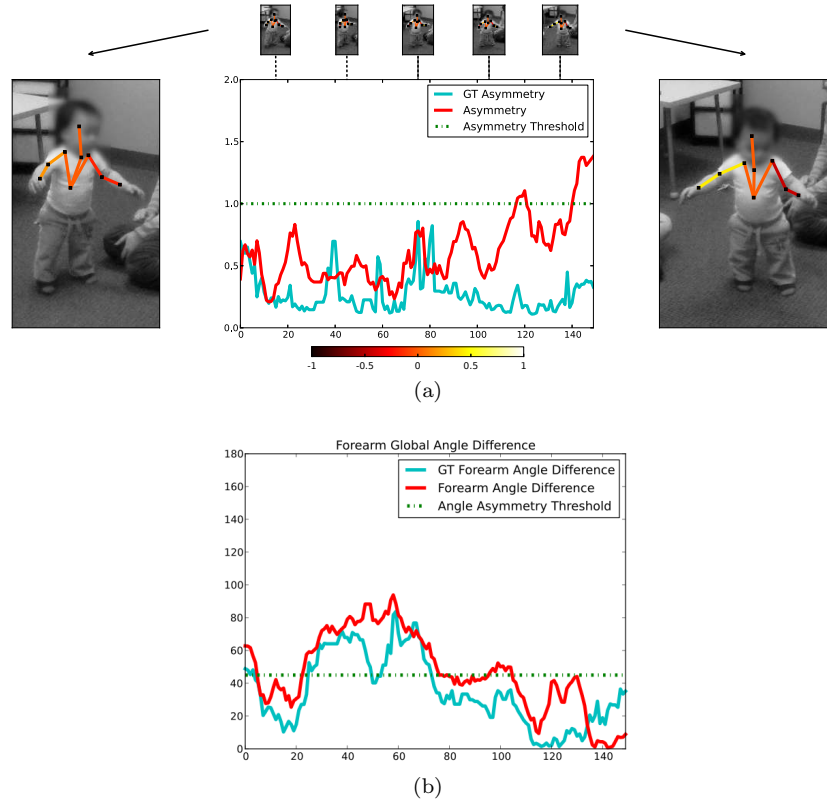 2.0
GT Asymmetry
Asymmetry
Asymmetry Threshold
1.5
1.0
0.5
0.0
0 20 40 60 80 100 120 140
-1 -0.5 0 0.5 1
(a)
Forearm Global Angle Difference
180
GT Forearm Angle Difference
Forearm Angle Difference
Angle Asymmetry Threshold
160
140
120
100
80
60
40
20
0
0 20 40 60 80 100 120 140
(b)